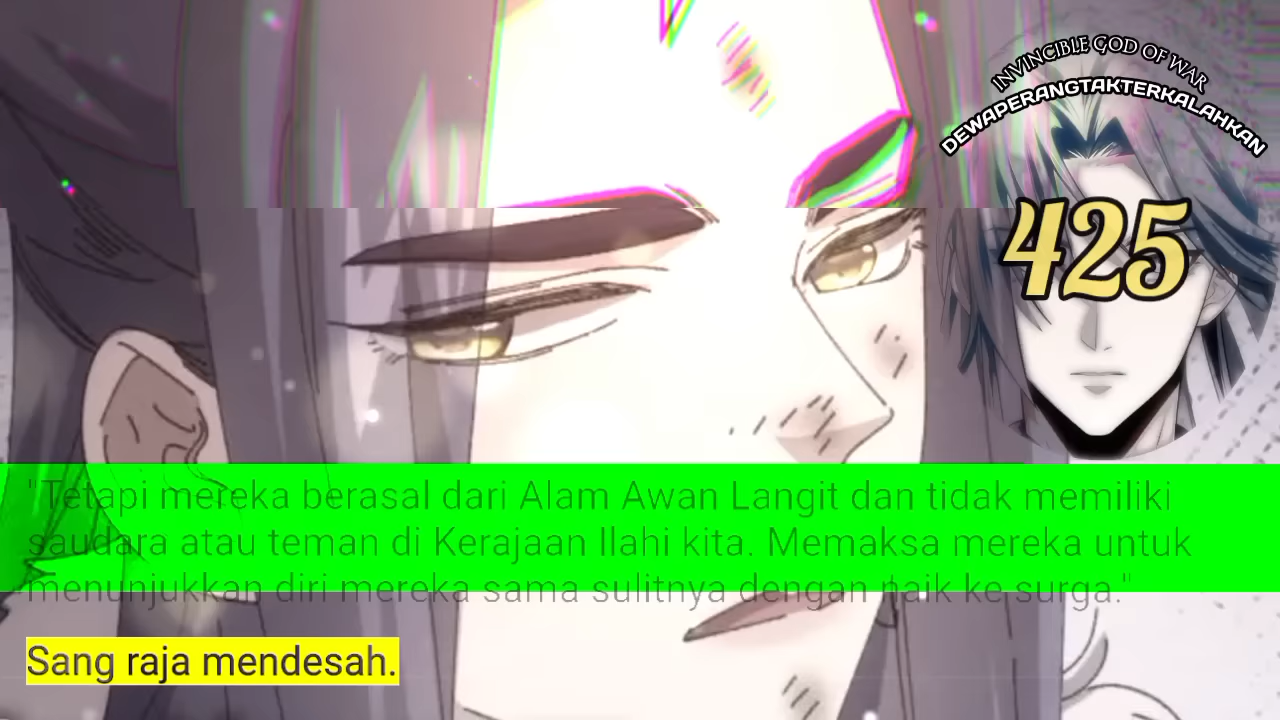 INVINCIBLE GOD OF WAR
DEWAPERANGTAKTERKALAHKAN
425
"Tetapi mereka berasal dari Alam Awan Langit dan tidak memiliki
saudara atau teman di Kerajaan Ilahi kita. Memaksa mereka untuk
menunjukkan diri mereka sama sulitnya dengan naik ke surga."
Sang raja mendesah.